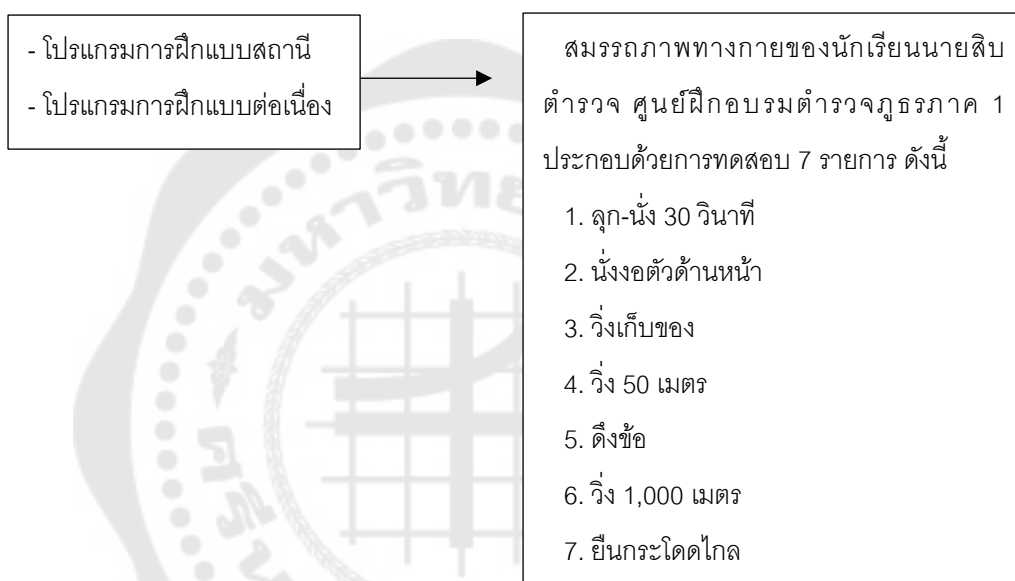 - โปรแกรมการฝึกแบบสถานี
- โปรแกรมการฝึกแบบต่อเนื่อง
สมรรถภาพทางกายของนักเรียนนายสิบ
ตำรวจ ศูนย์ฝึกอบรมตำรวจภูธรภาค 1
ประกอบด้วยการทดสอบ 7 รายการ ดังนี้
1. ลุก-นั่ง 30 วินาที
2. นั่งงอตัวด้านหน้า
3. วิ่งเก็บของ
4. วิ่ง 50 เมตร
5. ดึงข้อ
6. วิ่ง 1,000 เมตร
7. ยืนกระโดดไกล